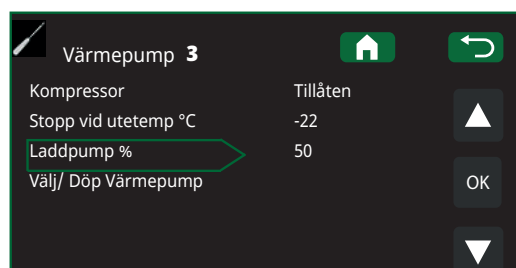 Värmepump 3
Kompressor Tillåten
Stopp vid utetemp °C -22
Laddpump % 50
Välj/ Döp Värmepump
OK